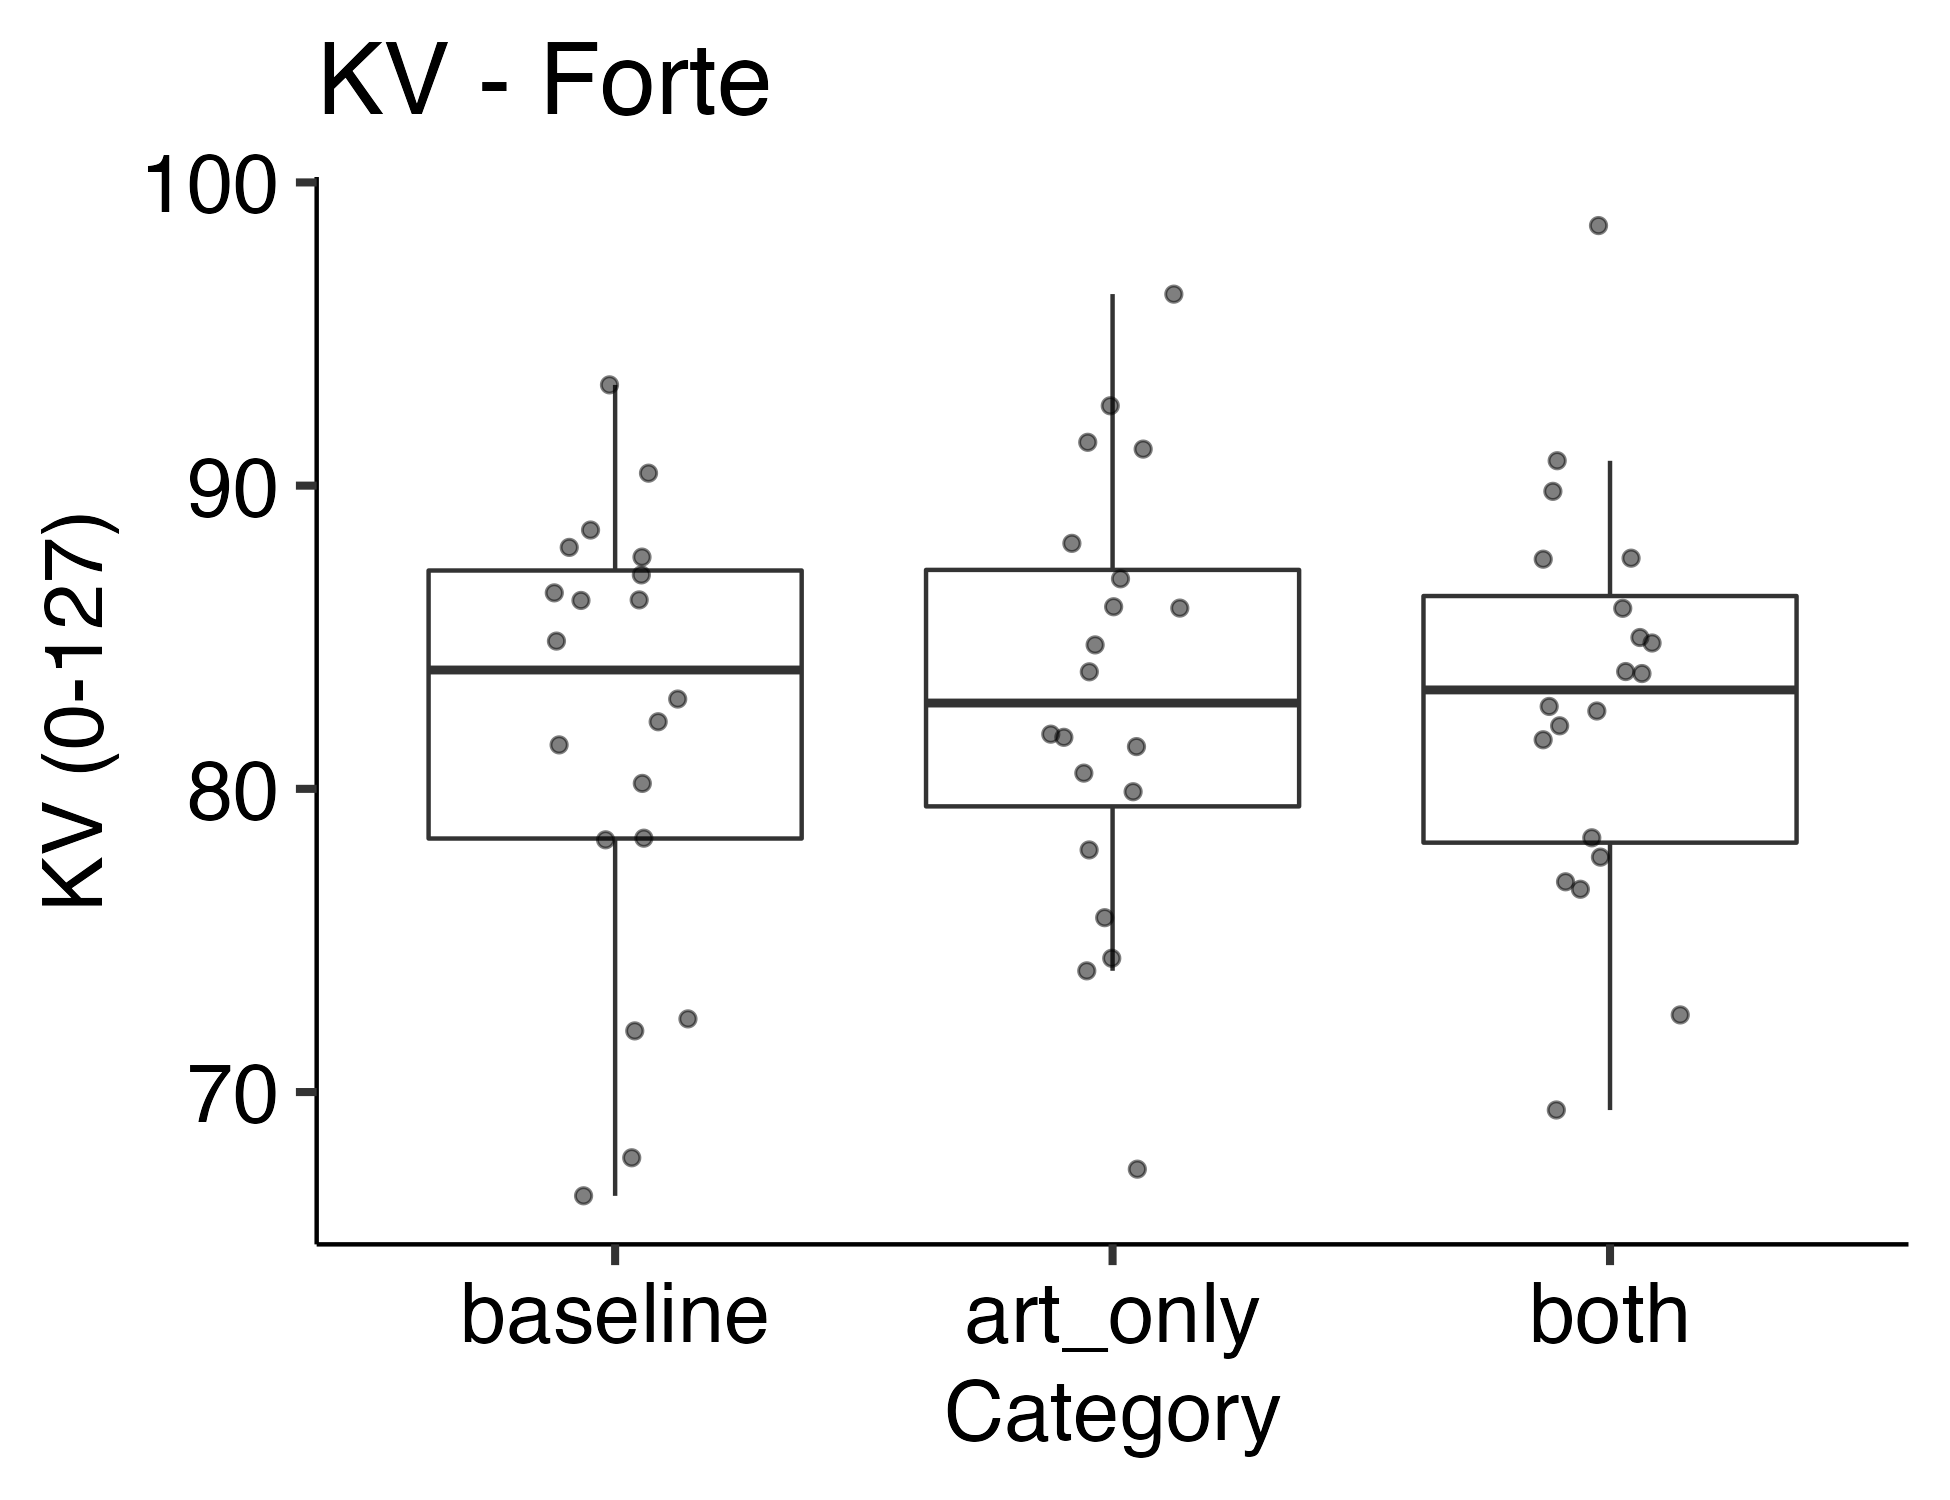 KV - Forte
100
90
80
70
KV (0-127)
baseline art_only both
Category